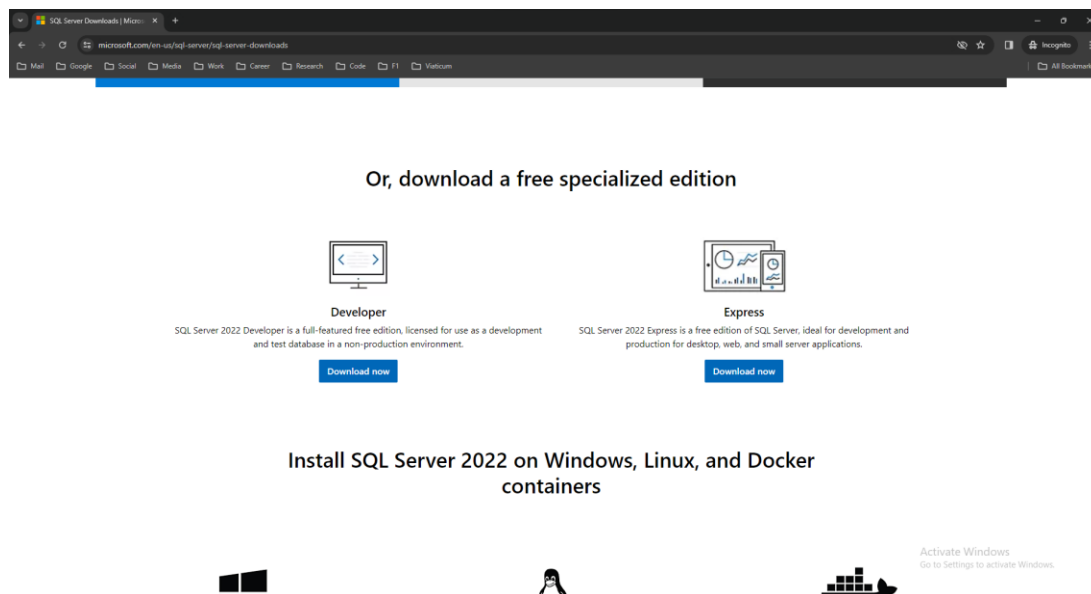 SQL Server Downloads | Micros
microsoft.com/en-us/sql-server/sql-server-downloads
Incognito
Mail Google Social Media Work Career Research Code F1 Viaticum
All Bookmark
Or, download a free specialized edition
Developer
SQL Server 2022 Developer is a full-featured free edition, licensed for use as a development
and test database in a non-production environment.
Download now
Express
SQL Server 2022 Express is a free edition of SQL Server, ideal for development and
production for desktop, web, and small server applications.
Download now
Install SQL Server 2022 on Windows, Linux, and Docker
containers
Activate Windows
Go to Settings to activate Windows.